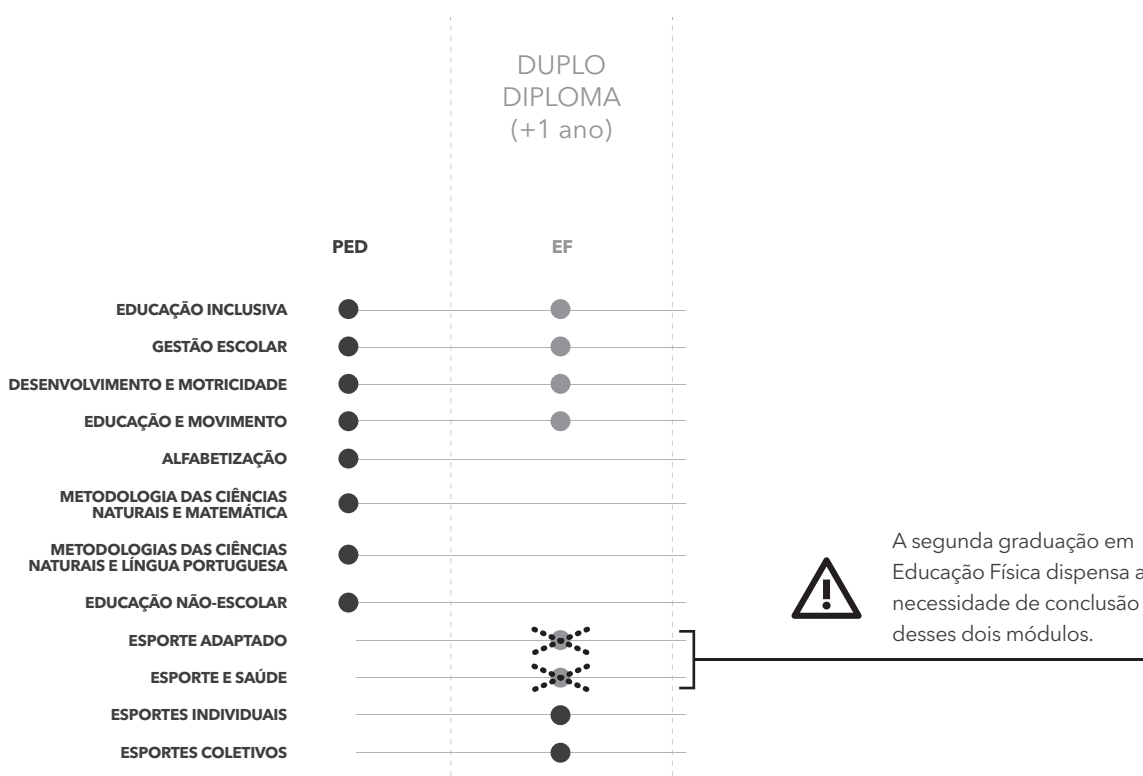 DUPLO
DIPLOMA
(+1 ano)
PED
EF
EDUCAÇÃO INCLUSIVA
GESTÃO ESCOLAR
DESENVOLVIMENTO E MOTRICIDADE
EDUCAÇÃO E MOVIMENTO
ALFABETIZAÇÃO
METODOLOGIA DAS CIÊNCIAS
NATURAIS E MATEMÁTICA
METODOLOGIAS DAS CIÊNCIAS
NATURAIS E LÍNGUA PORTUGUESA
EDUCAÇÃO NÃO-ESCOLAR
ESPORTE ADAPTADO
ESPORTE E SAÚDE
ESPORTES INDIVIDUAIS
ESPORTES COLETIVOS
A segunda graduação em
Educação Física dispensa a
necessidade de conclusão
desses dois módulos.